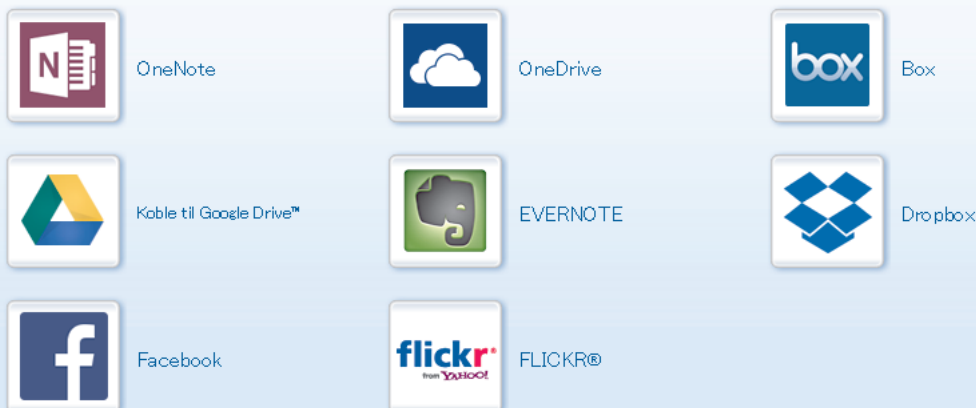 N
OneNote
OneDrive
box
Box
Koble til Google Drive™
EVERNOTE
Dropbox
f
Facebook
flickr®
from YAHOO!
FLICKR®